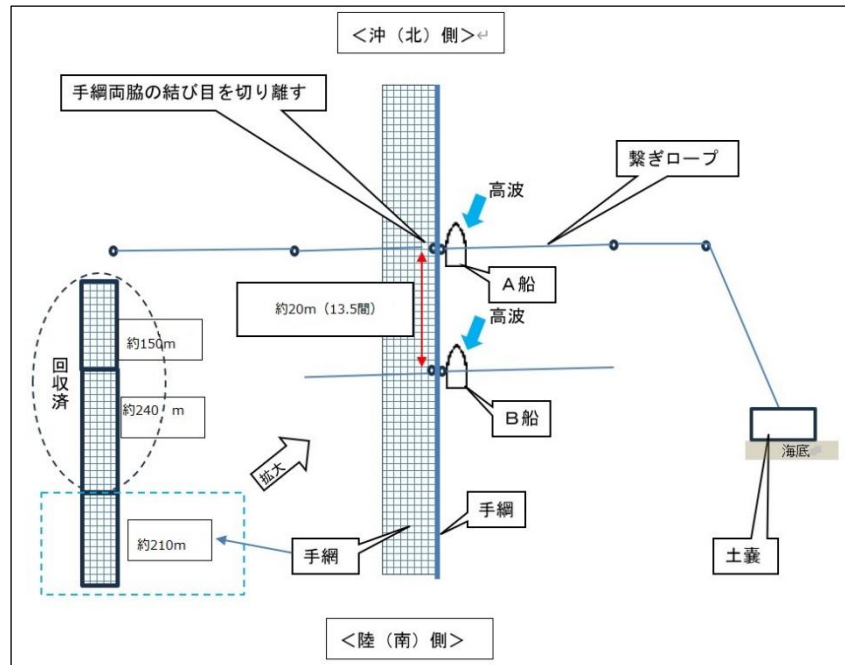 ＜沖（北）側＞↵
手綱両脇の結び目を切り離す
繋ぎロープ
高波
Ａ船
約20m（13.5間）
高波
約150m
回収済
約240　m
Ｂ船
拡大
海底
手綱
約210m
手網
土嚢
＜陸（南）側＞